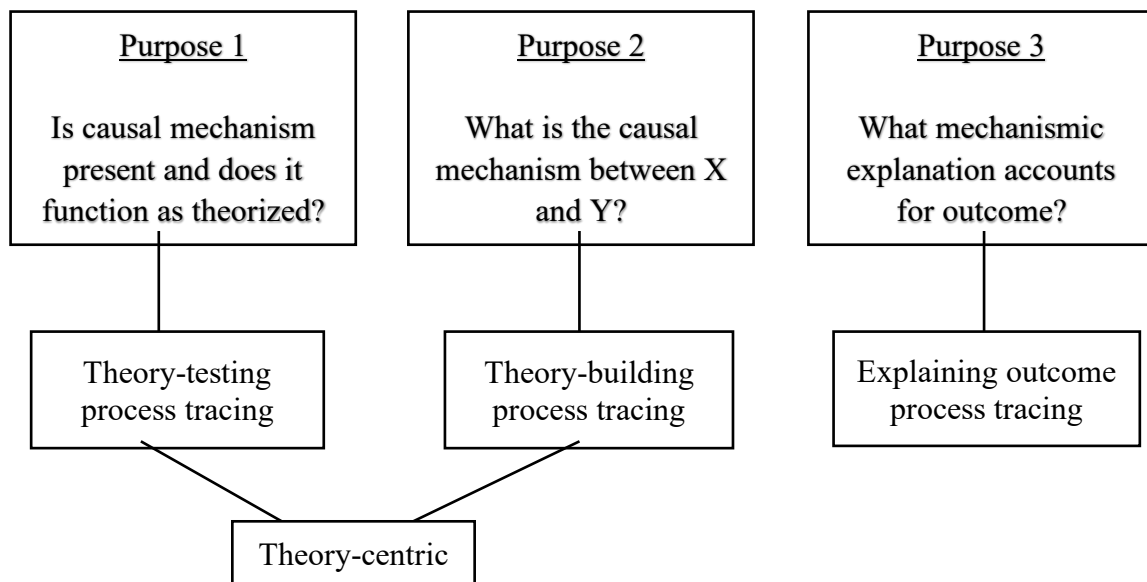 Purpose 1
Is causal mechanism
present and does it
function as theorized?
Purpose 2
What is the causal
mechanism between X
and Y?
Purpose 3
What mechanismic
explanation accounts
for outcome?
Theory-testing
process tracing
Theory-building
process tracing
Explaining outcome
process tracing
Theory-centric